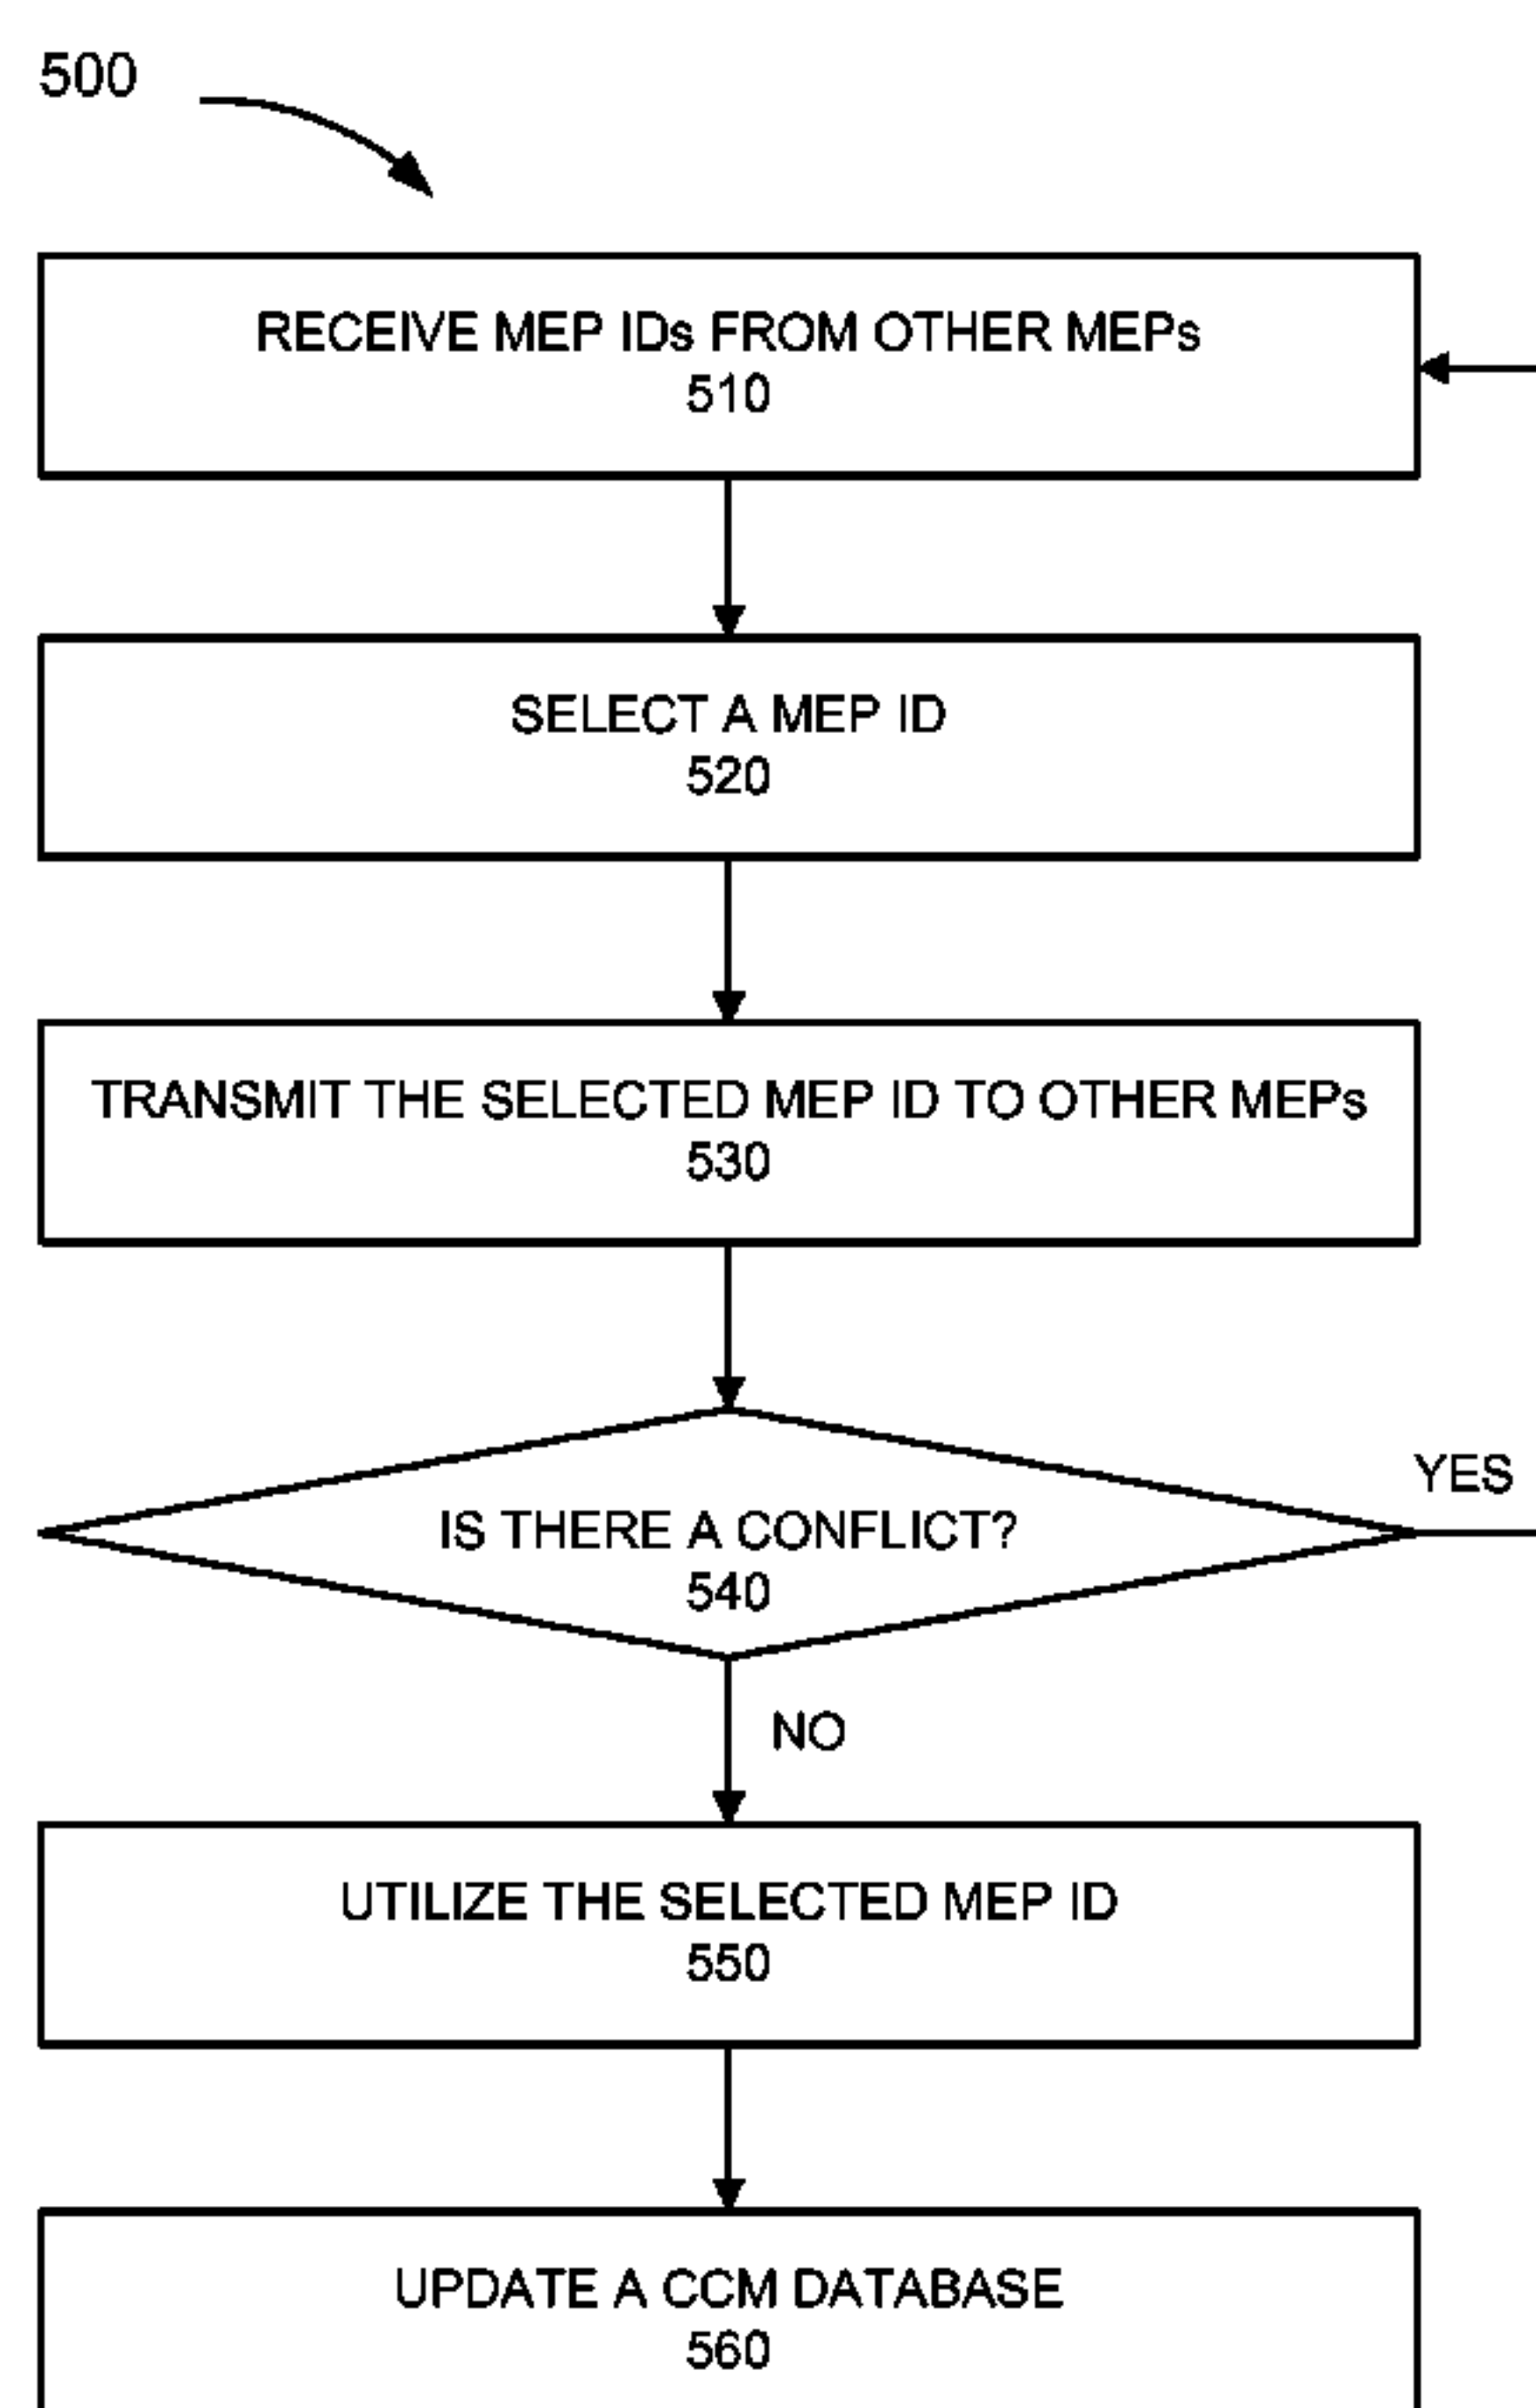 500
RECEIVE MEP IDs FROM OTHER MEPs
510
SELECT A MEP ID
520
TRANSMIT THE SELECTED MEP ID TO OTHER MEPs
530
IS THERE A CONFLICT?
540
YES
NO
UTILIZE THE SELECTED MEP ID
550
UPDATE A CCM DATABASE
560